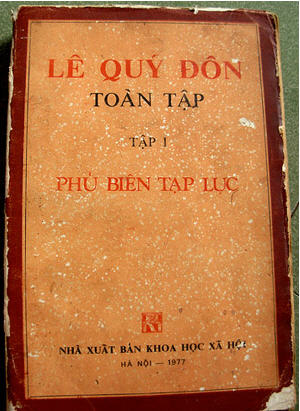 LÊ QUÝ ĐÔN
TOÀN TẬP
TẬP I
PHỦ BIÊN TẠP LỤC
NHÀ XUẤT BẢN KHOA HỌC XÃ HỘI
HÀ NỘI — 1977